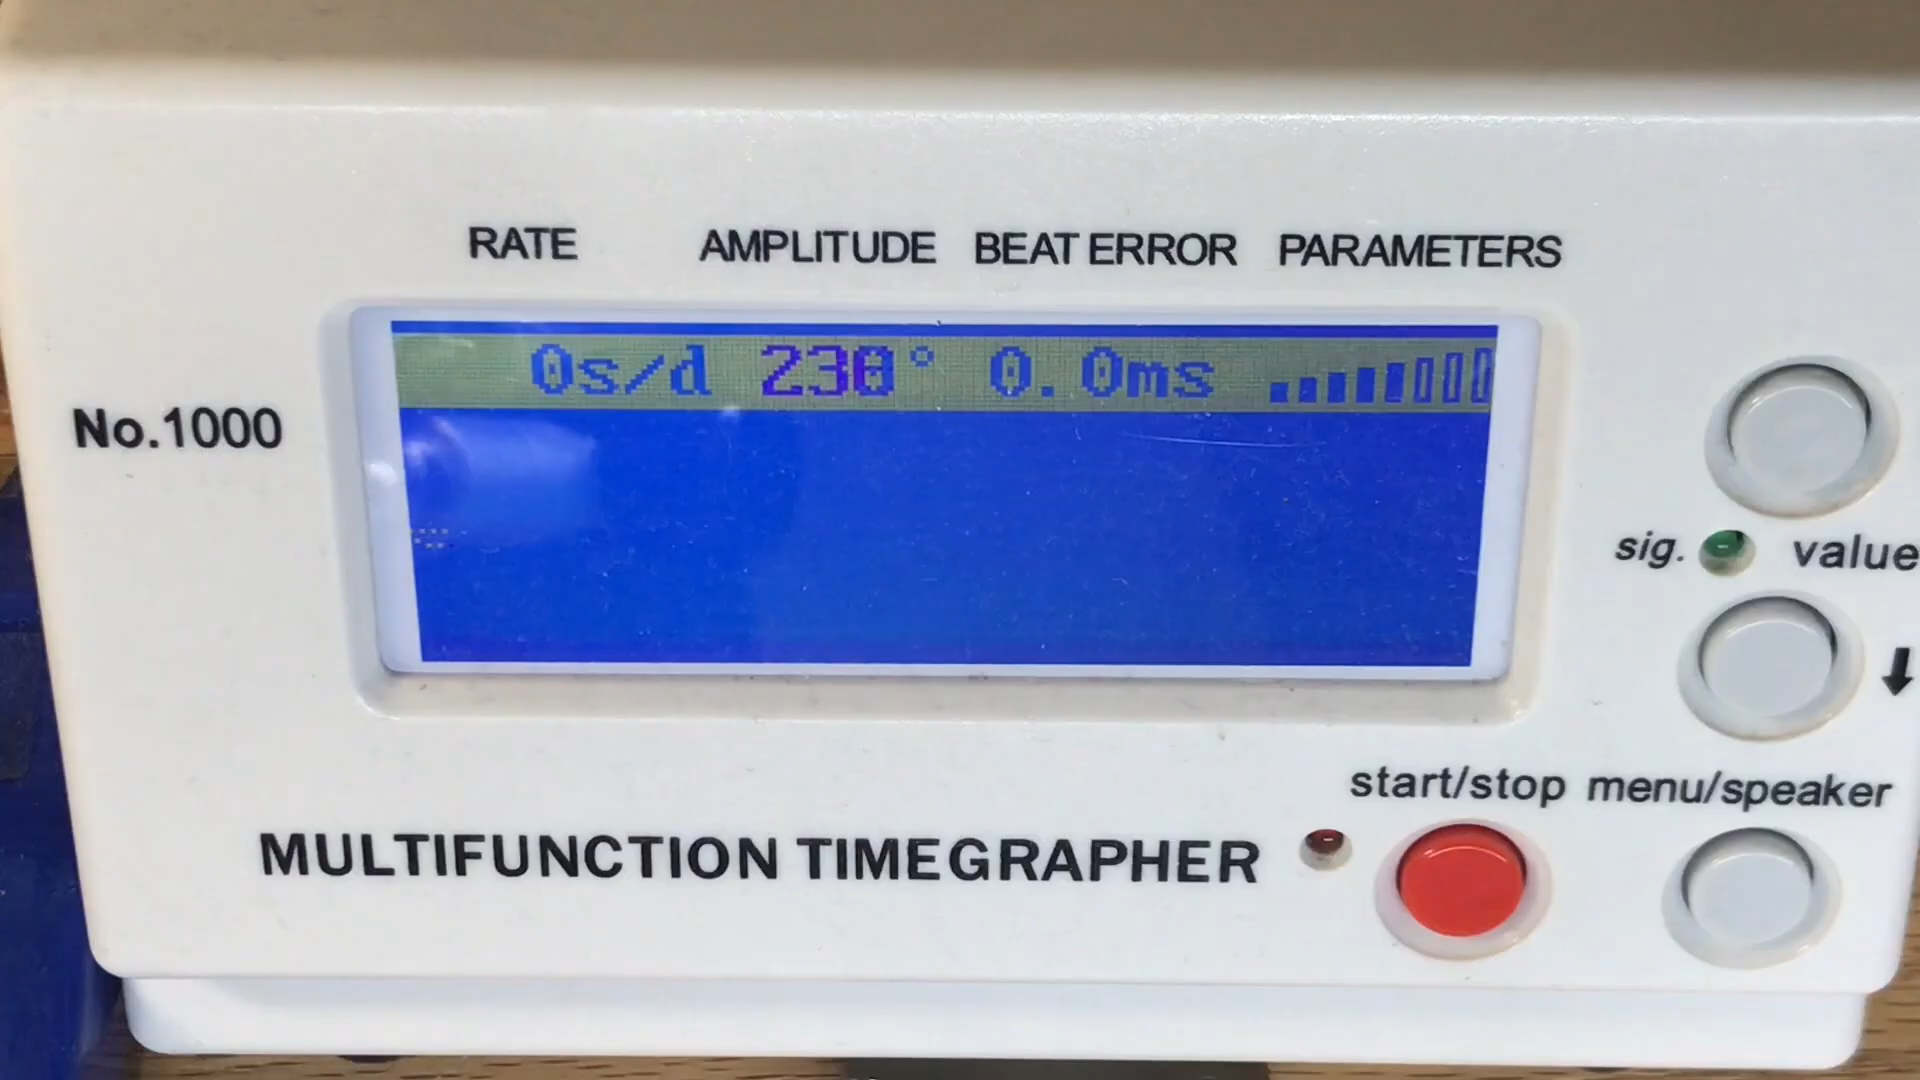 RATE AMPLITUDE BEAT ERROR PARAMETERS
0s/d 230° 0.0ms
No.1000
sig. value
start/stop menu/speaker
MULTIFUNCTION TIMEGRAPHER